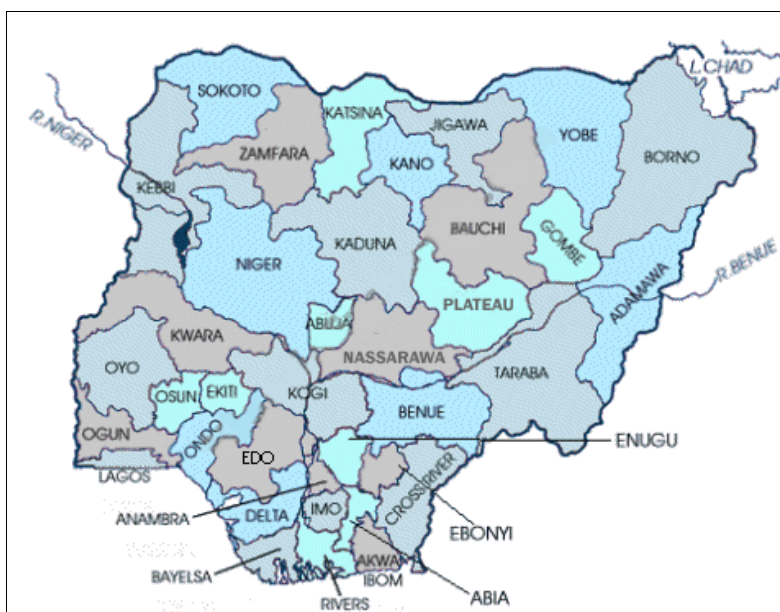 L.CHAD
SOKOTO
KATSINA
R.NIGER
JIGAWA
YOBE
ZAMFARA
KANO
BORNO
KEBBI
BAUCHI
GOMBE
KADUNA
NIGER
R.BENUE
ADAMAWA
PLATEAU
ABUJA
KWARA
NASSARAWA
OYO
TARABA
OSUN
EKITI
KOGI
BENUE
OGUN
ONDO
ENUGU
EDO
LAGOS
CROSSRIVER
ANAMBRA
DELTA
IMO
EBONYI
AKWA
IBOM
BAYELSA
RIVERS
ABIA